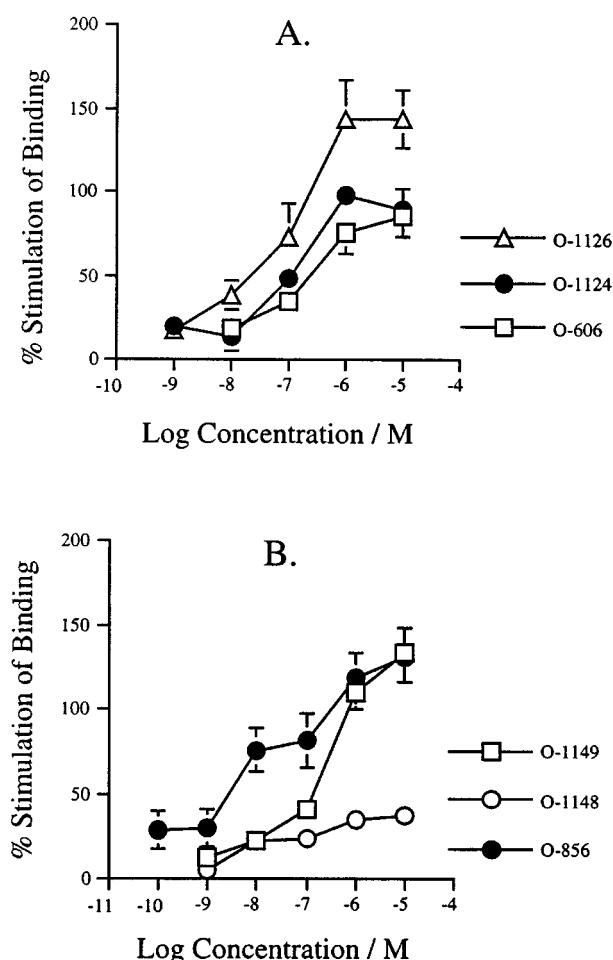 A.
200
150
100
50
0
% Stimulation of Binding
-10 -9 -8 -7 -6 -5 -4
Log Concentration / M
O-1126
O-1124
O-606
B.
200
150
100
50
0
% Stimulation of Binding
-11 -10 -9 -8 -7 -6 -5 -4
Log Concentration / M
O-1149
O-1148
O-856